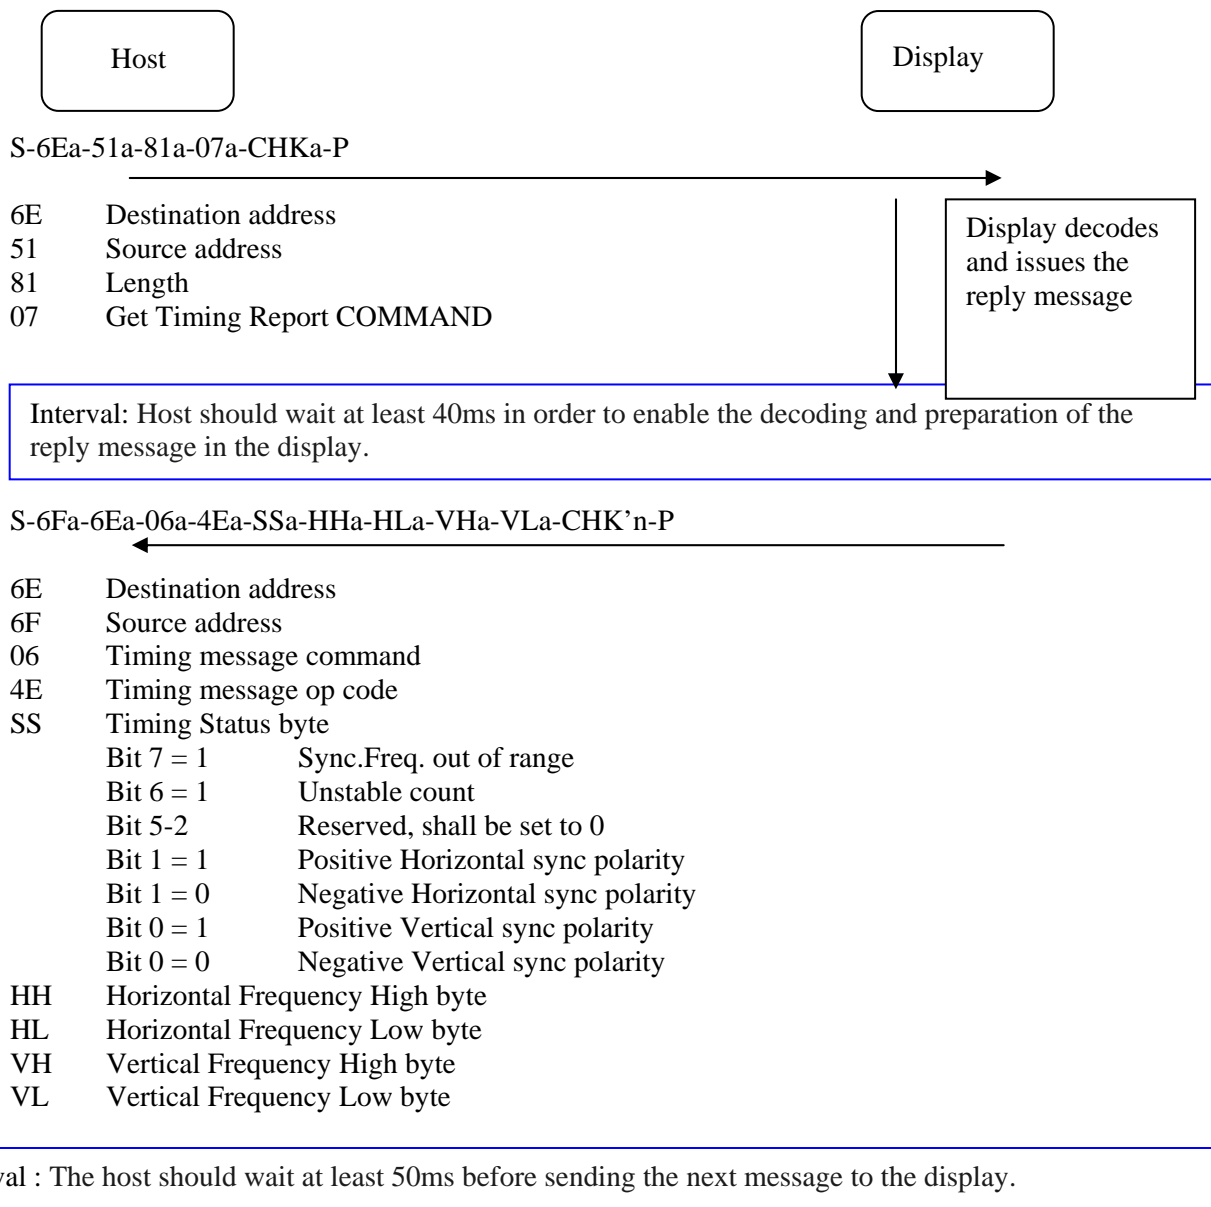 Host
Display
S-6Ea-51a-81a-07a-CHKa-P
6E Destination address
51 Source address
81 Length
07 Get Timing Report COMMAND
Display decodes
and issues the
reply message
Interval: Host should wait at least 40ms in order to enable the decoding and preparation of the
reply message in the display.
S-6Fa-6Ea-06a-4Ea-SSa-HHa-HLa-VHa-VLa-CHK’n-P
6E Destination address
6F Source address
06 Timing message command
4E Timing message op code
SS Timing Status byte
Bit 7 = 1 Sync.Freq. out of range
Bit 6 = 1 Unstable count
Bit 5-2 Reserved, shall be set to 0
Bit 1 = 1 Positive Horizontal sync polarity
Bit 1 = 0 Negative Horizontal sync polarity
Bit 0 = 1 Positive Vertical sync polarity
Bit 0 = 0 Negative Vertical sync polarity
HH Horizontal Frequency High byte
HL Horizontal Frequency Low byte
VH Vertical Frequency High byte
VL Vertical Frequency Low byte
val : The host should wait at least 50ms before sending the next message to the display.